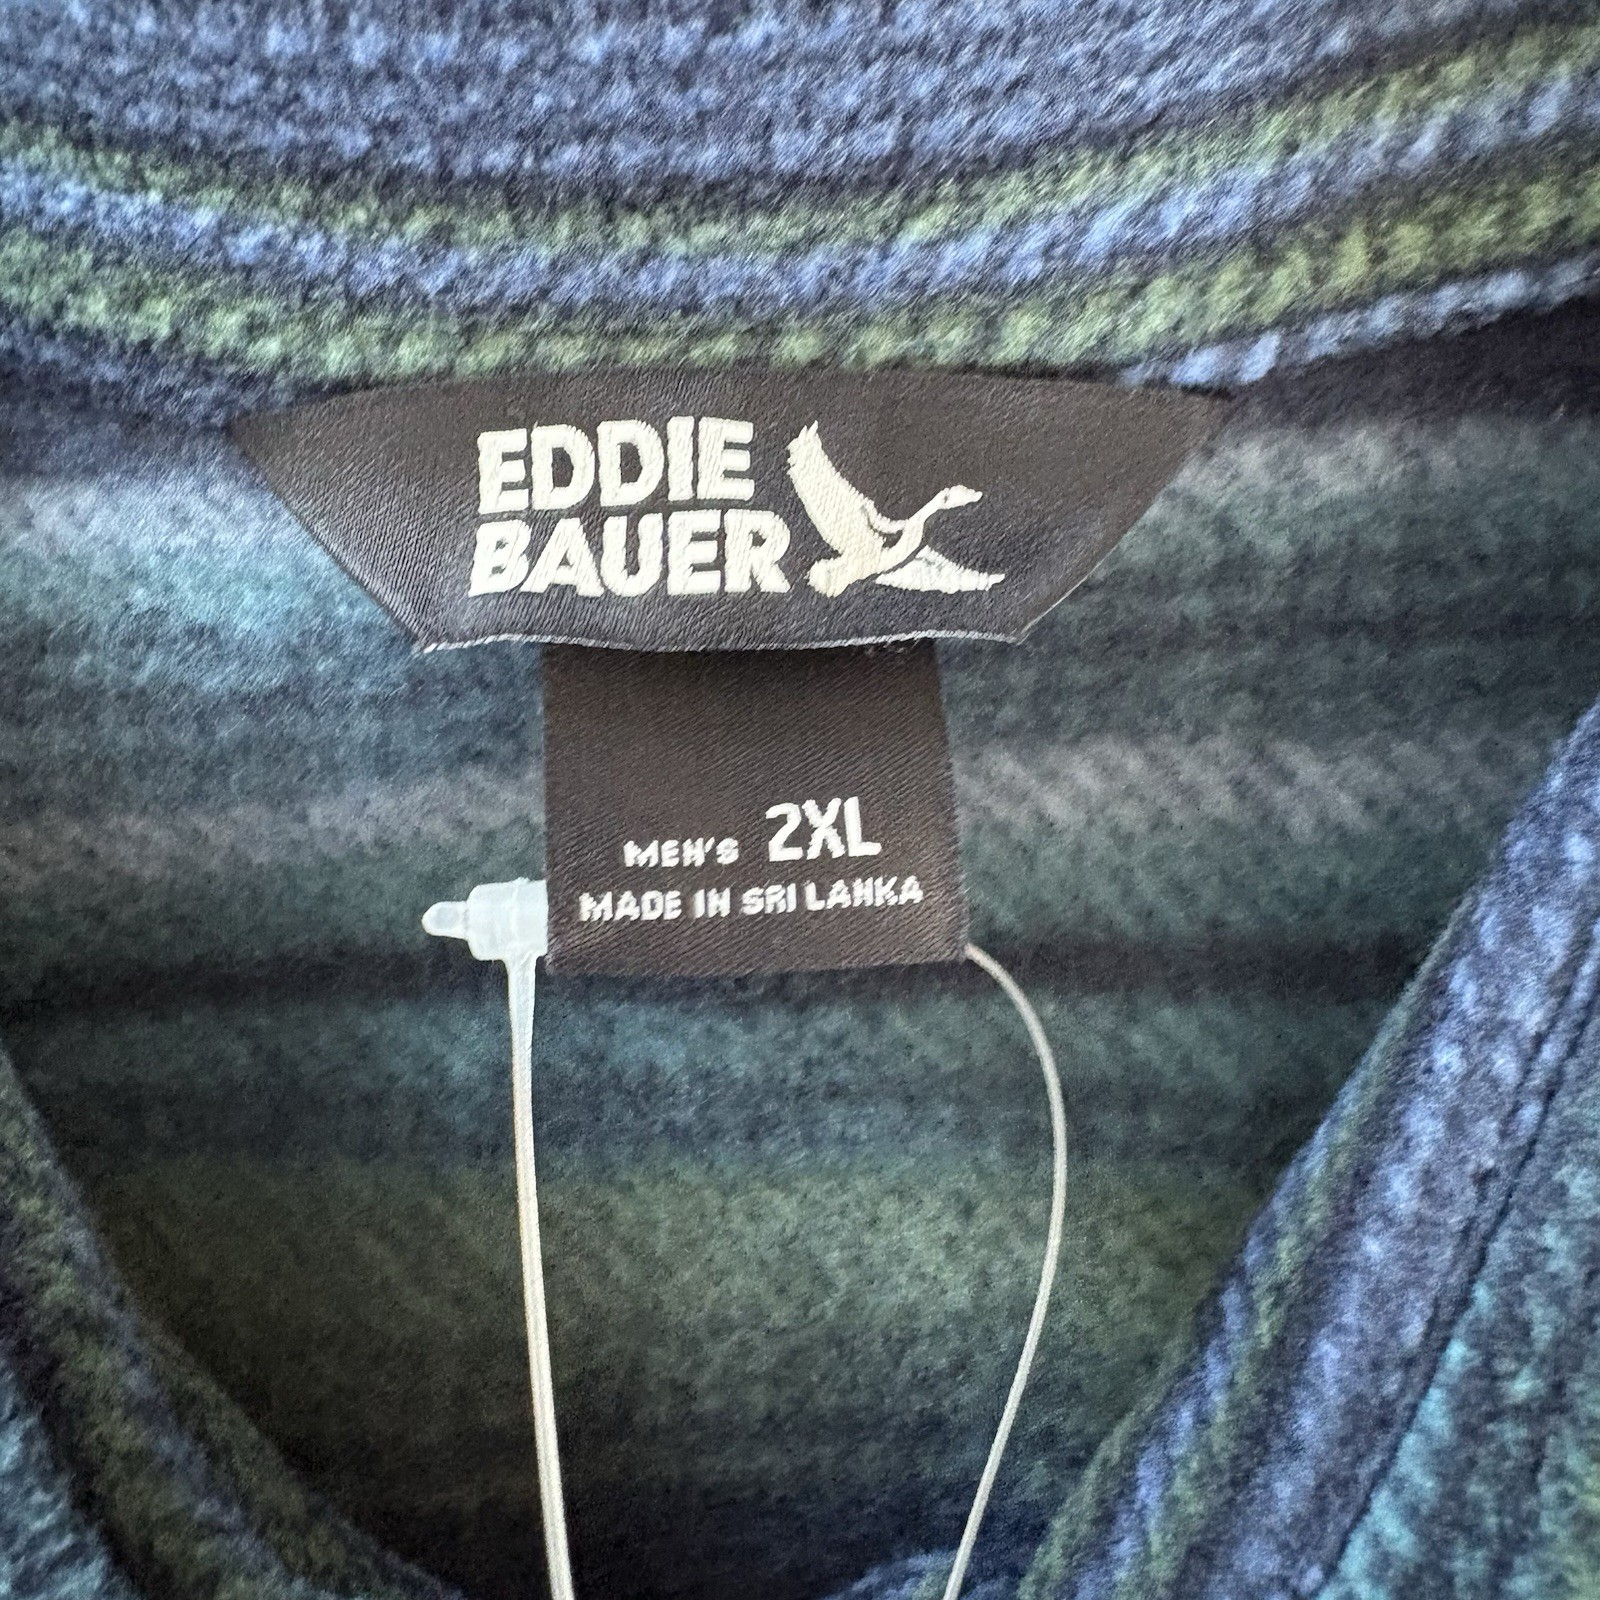 EDDIE
BAUER
MEN'S 2XL
MADE IN SRI LANKA